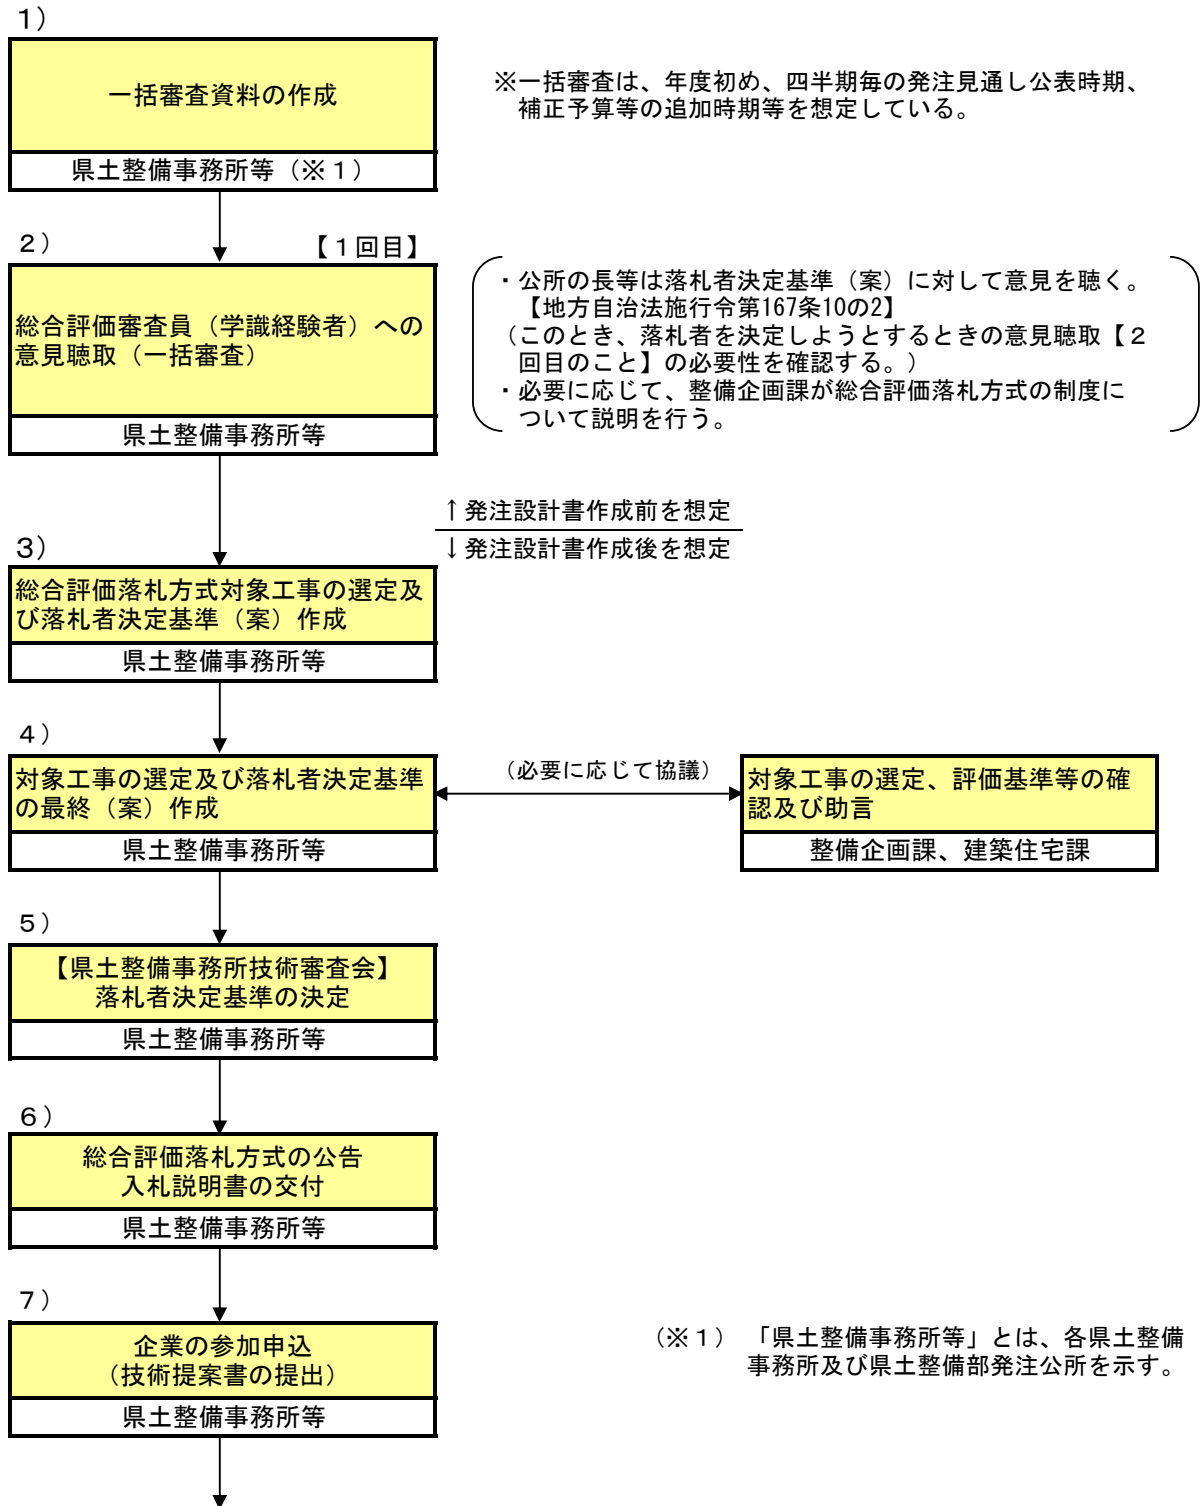 １）
一括審査資料の作成
県土整備事務所等（※１）
※一括審査は、年度初め、四半期毎の発注見通し公表時期、
補正予算等の追加時期等を想定している。
２）
【１回目】
総合評価審査員（学識経験者）への
意見聴取（一括審査）
県土整備事務所等
・公所の長等は落札者決定基準（案）に対して意見を聴く。
【地方自治法施行令第167条10の2】
（このとき、落札者を決定しようとするときの意見聴取【２
回目のこと】の必要性を確認する。）
・必要に応じて、整備企画課が総合評価落札方式の制度に
ついて説明を行う。
↑発注設計書作成前を想定
↓発注設計書作成後を想定
３）
総合評価落札方式対象工事の選定及
び落札者決定基準（案）作成
県土整備事務所等
４）
対象工事の選定及び落札者決定基準
の最終（案）作成
県土整備事務所等
（必要に応じて協議）
対象工事の選定、評価基準等の確
認及び助言
整備企画課、建築住宅課
５）
【県土整備事務所技術審査会】
落札者決定基準の決定
県土整備事務所等
６）
総合評価落札方式の公告
入札説明書の交付
県土整備事務所等
７）
企業の参加申込
（技術提案書の提出）
県土整備事務所等
（※１）　「県土整備事務所等」とは、各県土整備
事務所及び県土整備部発注公所を示す。